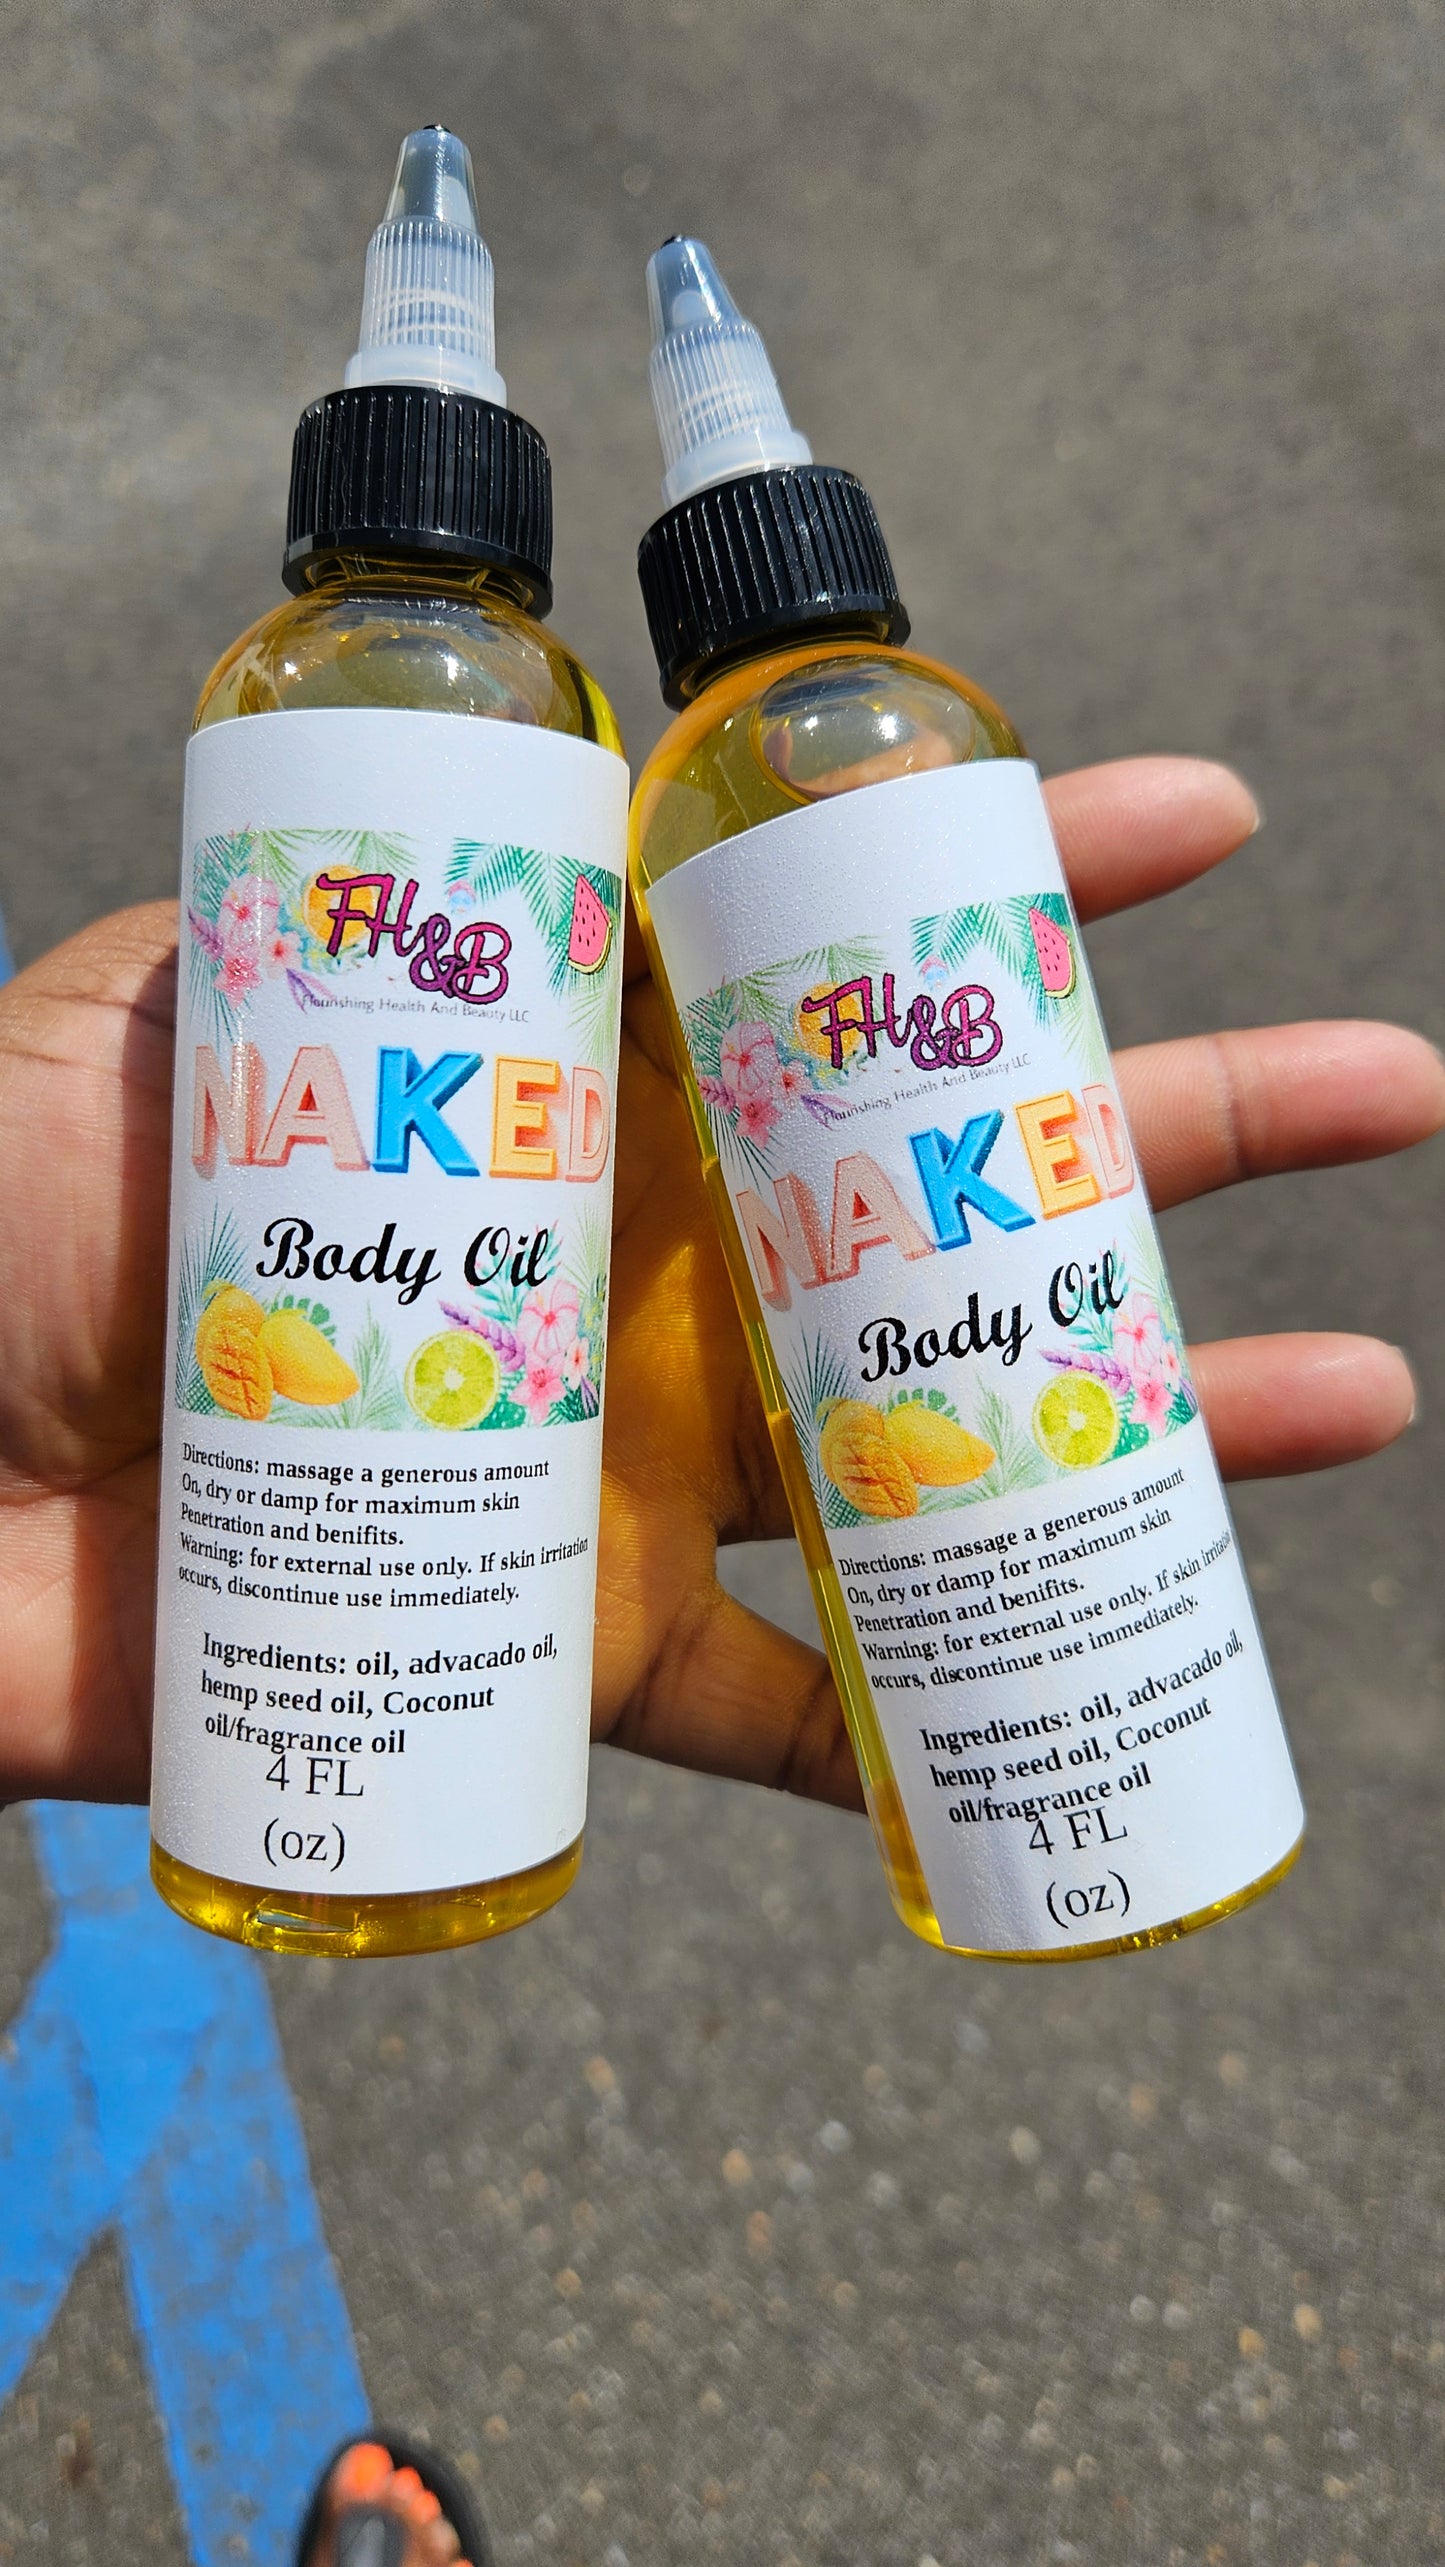 FH&B
Flourishing Health And Beauty LLC
NAKED
Body Oil
Directions: massage a generous amount
On, dry or damp for maximum skin
Penetration and benifits.
Warning: for external use only. If skin irritation
occurs, discontinue use immediately.
Ingredients: oil, advacado oil,
hemp seed oil, Coconut
oil/fragrance oil
4 FL
(oz)
FH&B
Flourishing Health And Beauty LLC
NAKED
Body Oil
Directions: massage a generous amount
On, dry or damp for maximum skin
Penetration and benifits.
Warning: for external use only. If skin irritation
occurs, discontinue use immediately.
Ingredients: oil, advacado oil,
hemp seed oil, Coconut
oil/fragrance oil
4 FL
(oz)